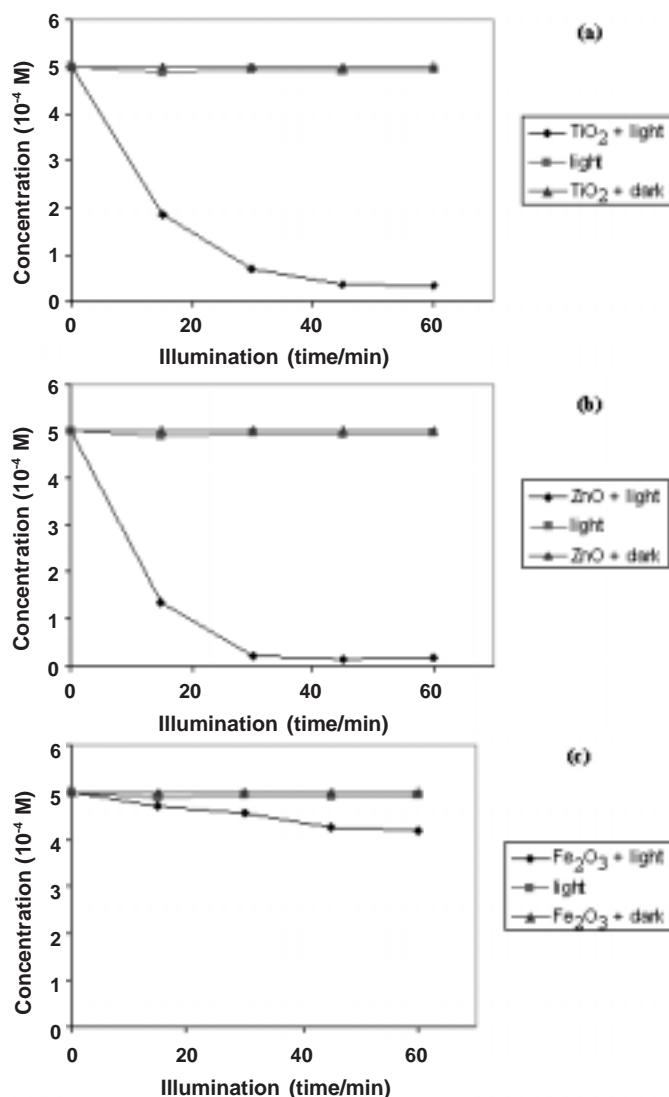 (a)
6
5
4
3
2
1
0
Concentration (10⁻⁴ M)
0 20 40 60
Illumination (time/min)
TiO₂ + light
light
TiO₂ + dark
(b)
6
5
4
3
2
1
0
Concentration (10⁻⁴ M)
0 20 40 60
Illumination (time/min)
ZnO + light
light
ZnO + dark
(c)
6
5
4
3
2
1
0
Concentration (10⁻⁴ M)
0 20 40 60
Illumination (time/min)
Fe₂O₃ + light
light
Fe₂O₃ + dark